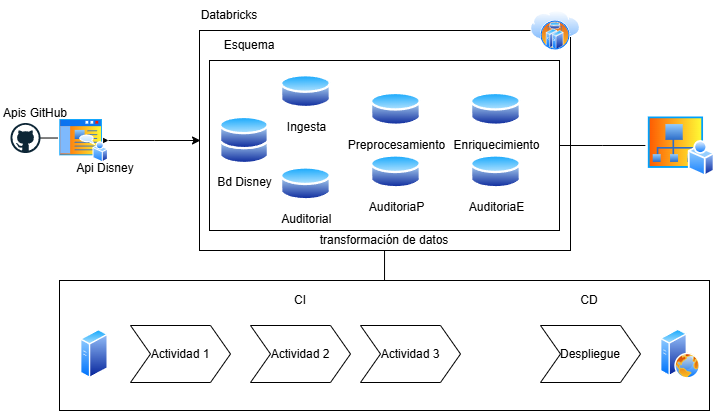 Databricks
Esquema
Apis GitHub
Api Disney
Ingesta
Preprocesamiento
Enriquecimiento
Bd Disney
AuditoriaI
AuditoriaP
AuditoriaE
transformación de datos
CI
CD
Actividad 1
Actividad 2
Actividad 3
Despliegue